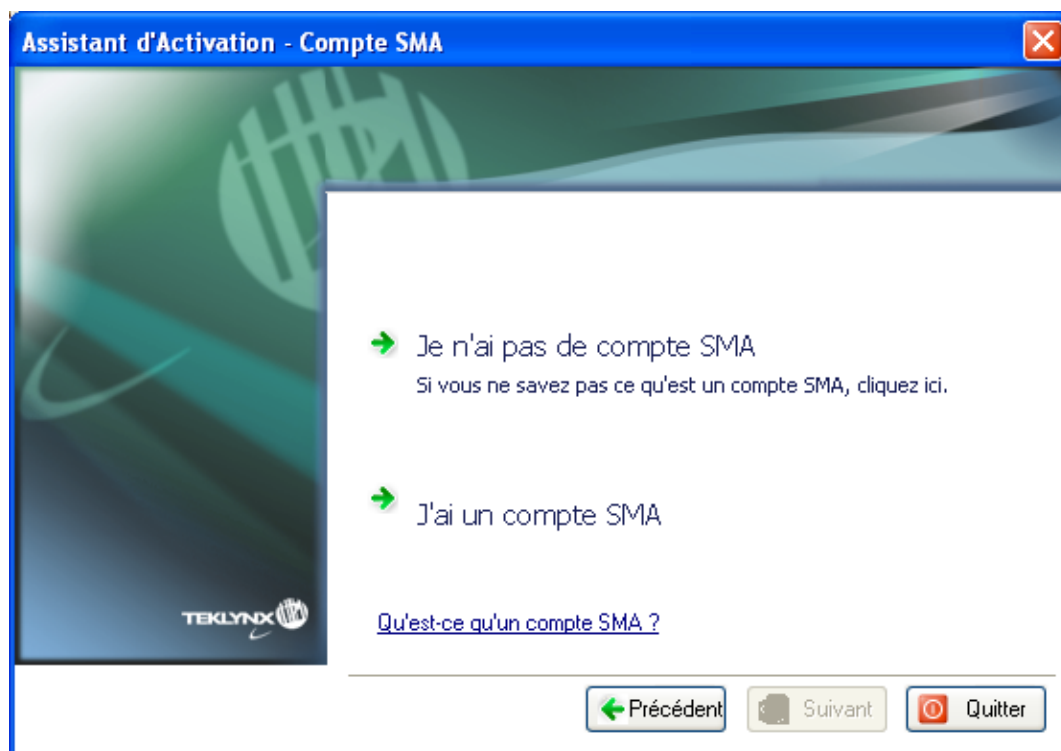 Assistant d'Activation - Compte SMA
Je n'ai pas de compte SMA
Si vous ne savez pas ce qu'est un compte SMA, cliquez ici.
J'ai un compte SMA
TEKLYNX
Qu'est-ce qu'un compte SMA ?
Précédent
Suivant
Quitter